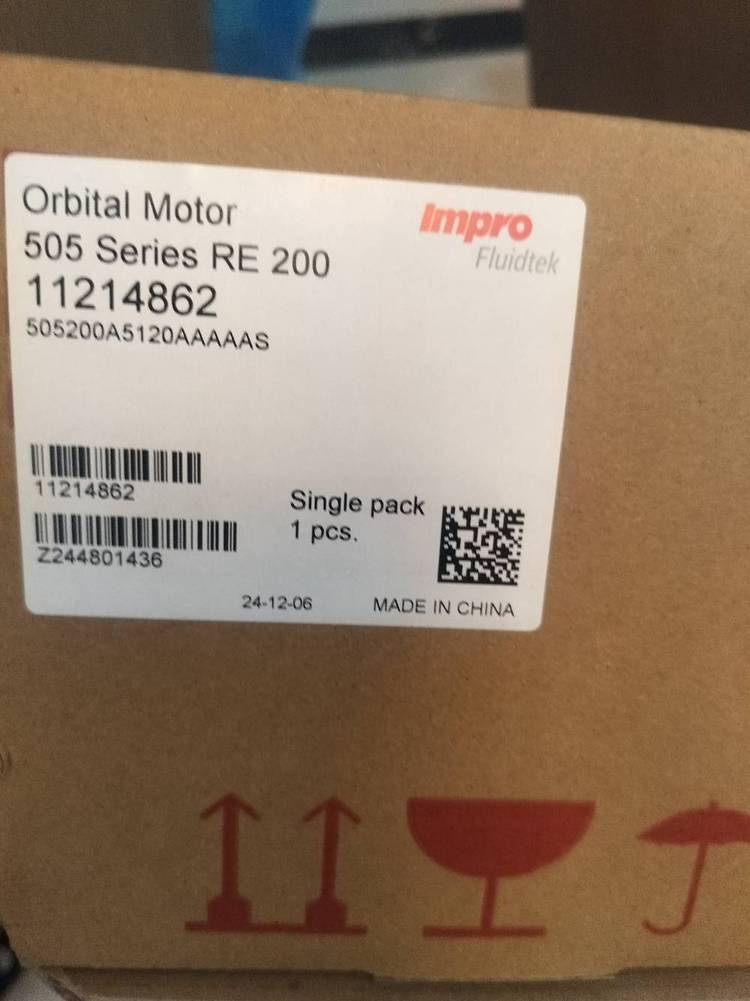 Orbital Motor
505 Series RE 200
11214862
505200A5120AAAAAS
Impro
Fluidtek
11214862
Z244801436
Single pack
1 pcs.
24-12-06
MADE IN CHINA